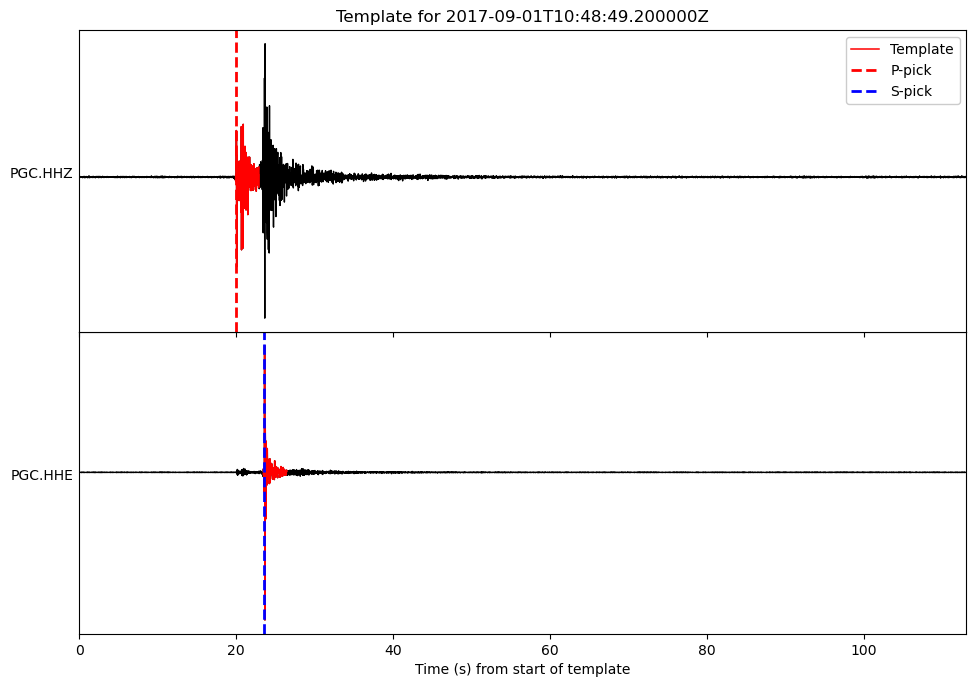 Template for 2017-09-01T10:48:49.200000Z
Template
P-pick
S-pick
PGC.HHZ
PGC.HHE
0 20 40 60 80 100
Time (s) from start of template